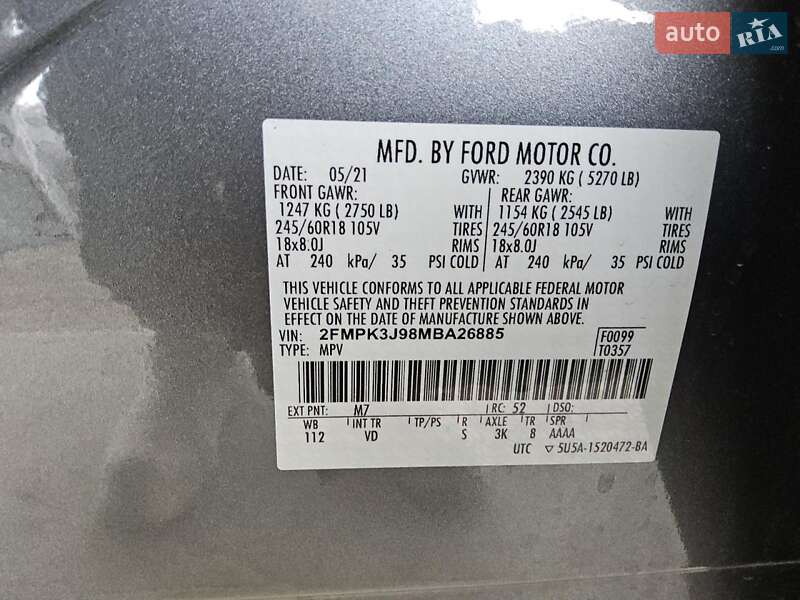 auto RIA.com
MFD. BY FORD MOTOR CO.
DATE: 05/21 GVWR: 2390 KG ( 5270 LB)
FRONT GAWR: REAR GAWR:
1247 KG ( 2750 LB) WITH 1154 KG ( 2545 LB) WITH
245/60R18 105V TIRES 245/60R18 105V TIRES
18x8.0J RIMS 18x8.0J RIMS
AT 240 kPa/ 35 PSI COLD AT 240 kPa/ 35 PSI COLD
THIS VEHICLE CONFORMS TO ALL APPLICABLE FEDERAL MOTOR
VEHICLE SAFETY AND THEFT PREVENTION STANDARDS IN
EFFECT ON THE DATE OF MANUFACTURE SHOWN ABOVE.
VIN: 2FMPK3J98MBA26885 F0099
TYPE: MPV T0357
EXT PNT: M7 RC: 52 DSO:
WB INT TR TP/PS R AXLE TR SPR
112 VD S 3K 8 AAAA
UTC ▽ 5U5A-1520472-BA